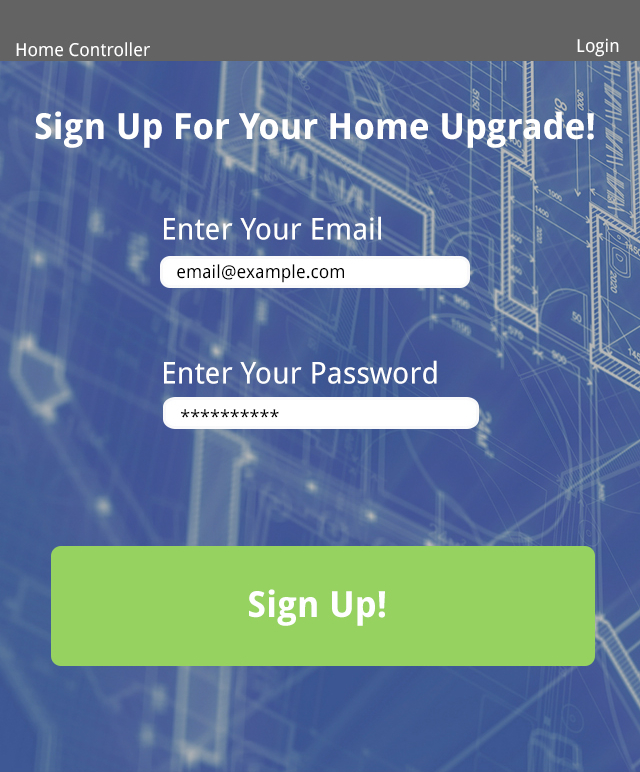 Home Controller
Login
Sign Up For Your Home Upgrade!
Enter Your Email
email@example.com
Enter Your Password
**********
Sign Up!